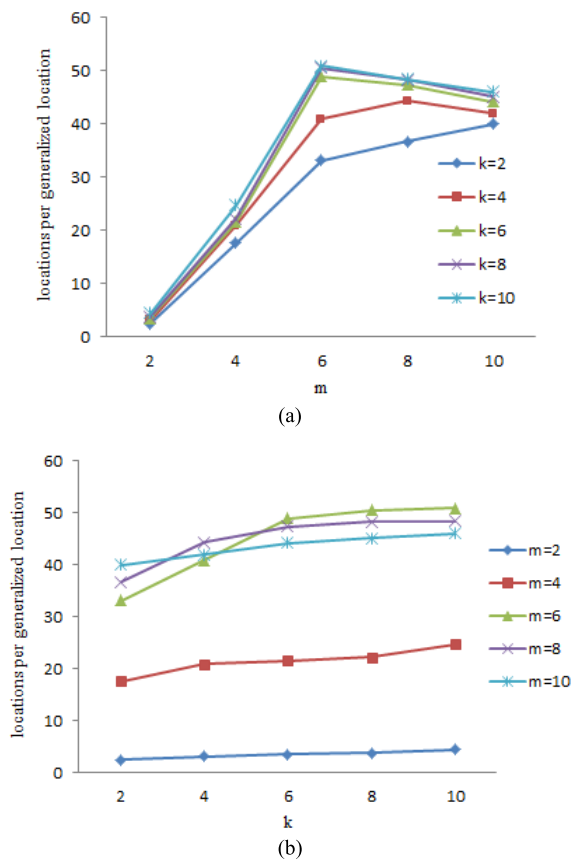 60
50
40
30
20
10
0
locations per generalized location
2 4 6 8 10
m
k=2
k=4
k=6
k=8
k=10
(a)
60
50
40
30
20
10
0
locations per generalized location
2 4 6 8 10
k
m=2
m=4
m=6
m=8
m=10
(b)